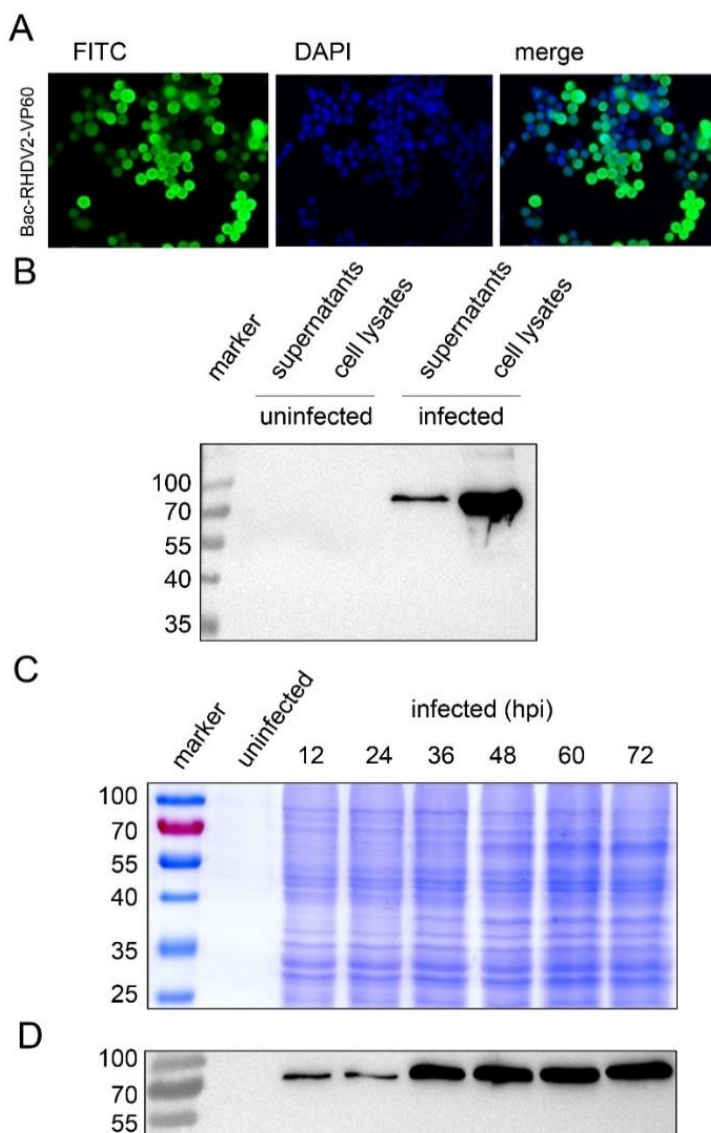 A
FITC DAPI merge
Bac-RHDV2-VP60
B
marker
supernatants
cell lysates
supernatants
cell lysates
uninfected infected
100
70
55
40
35
C
marker
uninfected
infected (hpi)
12 24 36 48 60 72
100
70
55
40
35
25
D
100
70
55